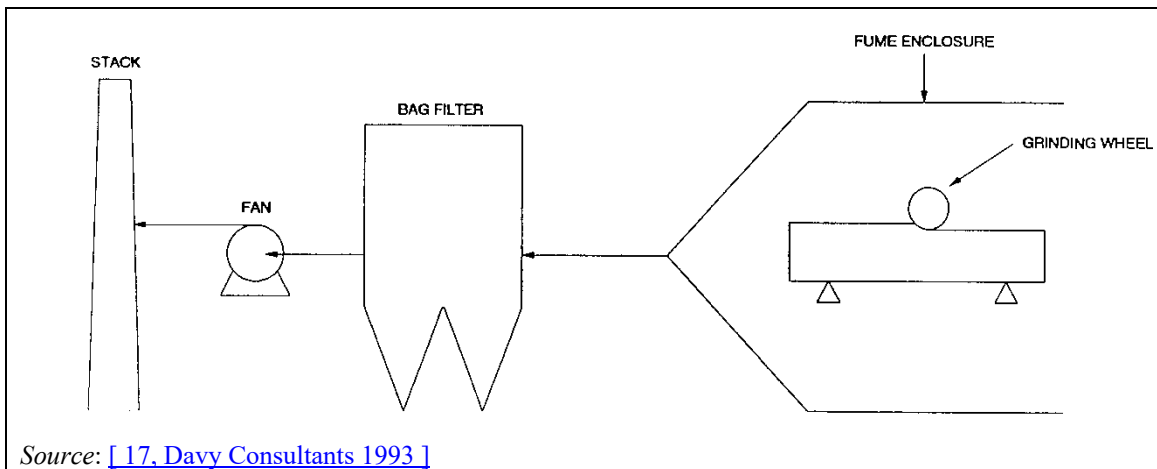 FUME ENCLOSURE
STACK
BAG FILTER
GRINDING WHEEL
FAN
Source: [ 17, Davy Consultants 1993 ]